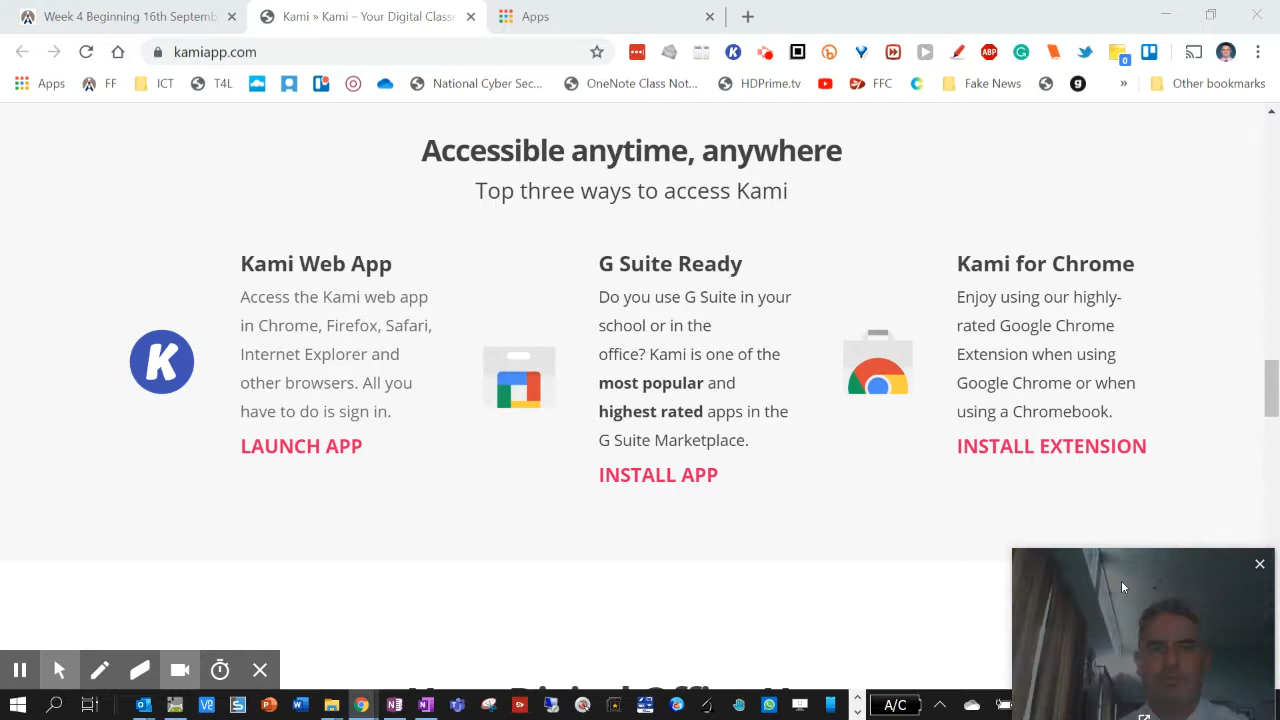 Week 4 Beginning 16th Septemb
Kami » Kami – Your Digital Class
Apps
kamiapp.com
ABP
0
Apps
FF
ICT
T4L
National Cyber Sec...
OneNote Class Not...
HDPrime.tv
FFC
Fake News
g
»
Other bookmarks
Accessible anytime, anywhere
Top three ways to access Kami
Kami Web App
Access the Kami web app
in Chrome, Firefox, Safari,
Internet Explorer and
other browsers. All you
have to do is sign in.
LAUNCH APP
K
G Suite Ready
Do you use G Suite in your
school or in the
office? Kami is one of the
most popular and
highest rated apps in the
G Suite Marketplace.
INSTALL APP
Kami for Chrome
Enjoy using our highly-
rated Google Chrome
Extension when using
Google Chrome or when
using a Chromebook.
INSTALL EXTENSION
A/C